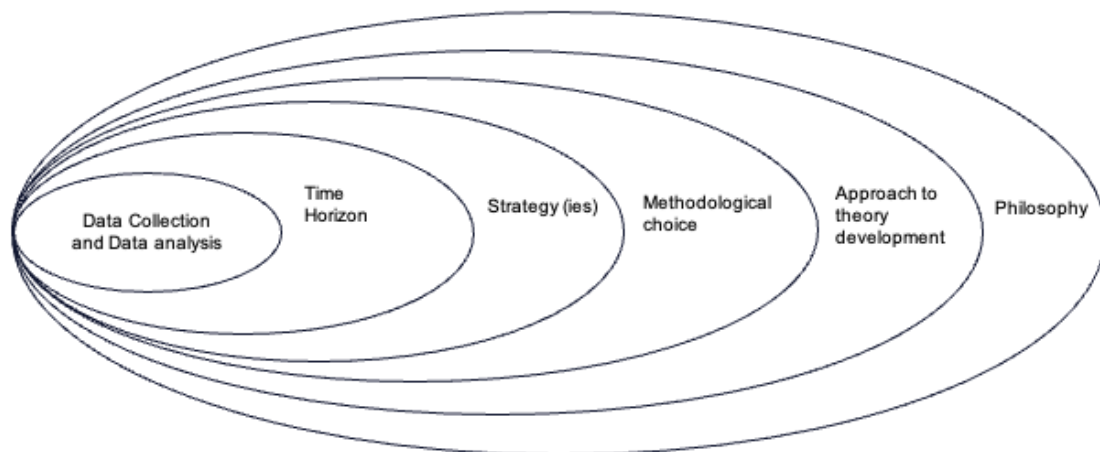 Data Collection
and Data analysis
Time
Horizon
Strategy (ies)
Methodological
choice
Approach to
theory
development
Philosophy